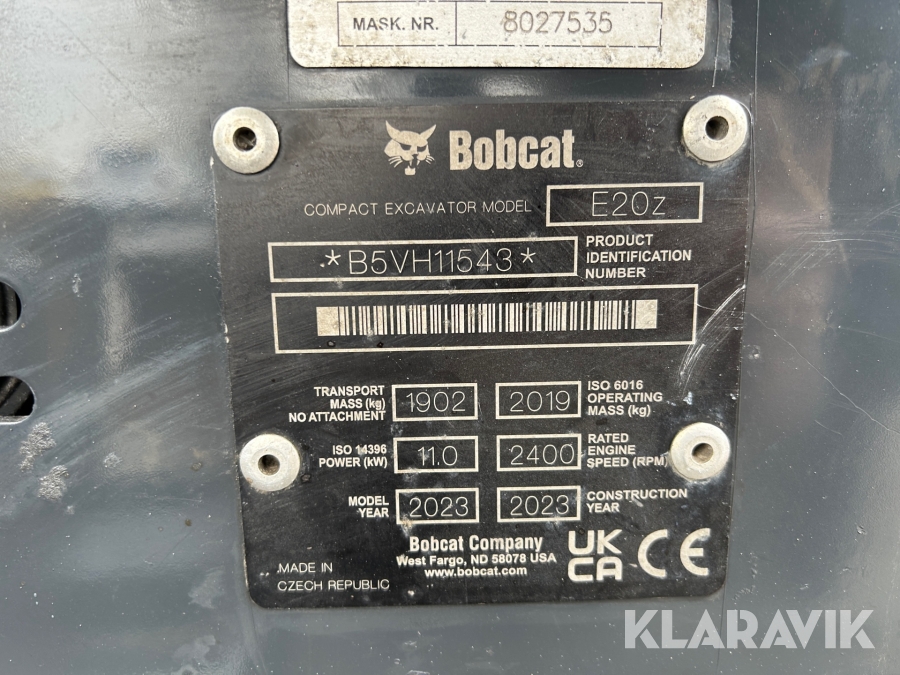 MASK. NR. 8027535
Bobcat®
COMPACT EXCAVATOR MODEL E20z
*B5VH11543* PRODUCT IDENTIFICATION NUMBER
TRANSPORT MASS (kg) NO ATTACHMENT 1902 2019 ISO 6016 OPERATING MASS (kg)
ISO 14396 POWER (kW) 11.0 2400 RATED ENGINE SPEED (RPM)
MODEL YEAR 2023 2023 CONSTRUCTION YEAR
Bobcat Company
West Fargo, ND 58078 USA
www.bobcat.com
MADE IN
CZECH REPUBLIC
UK
CA
CE
KLARAVIK